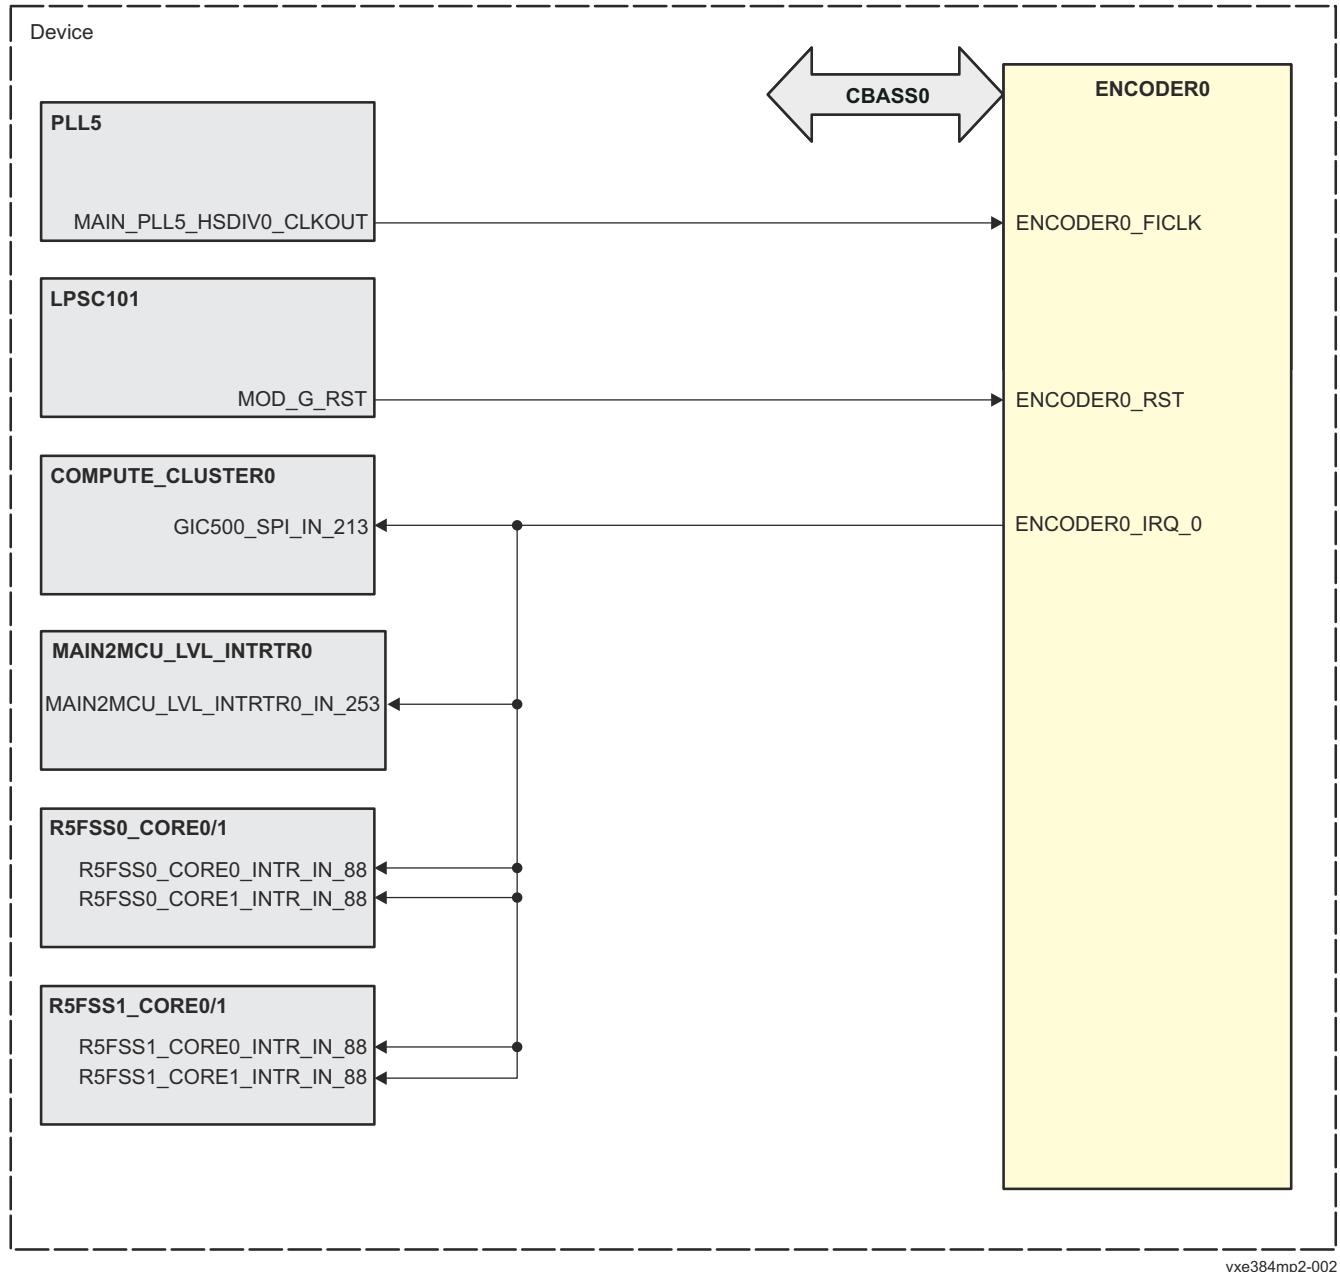 Device
CBASS0
ENCODER0
PLL5
MAIN_PLL5_HSDIV0_CLKOUT
ENCODER0_FICLK
LPSC101
MOD_G_RST
ENCODER0_RST
COMPUTE_CLUSTER0
GIC500_SPI_IN_213
ENCODER0_IRQ_0
MAIN2MCU_LVL_INTRTR0
MAIN2MCU_LVL_INTRTR0_IN_253
R5FSS0_CORE0/1
R5FSS0_CORE0_INTR_IN_88
R5FSS0_CORE1_INTR_IN_88
R5FSS1_CORE0/1
R5FSS1_CORE0_INTR_IN_88
R5FSS1_CORE1_INTR_IN_88
vxe384mp2-002